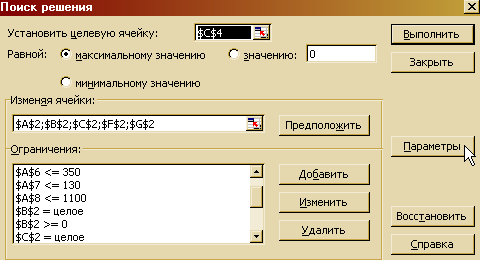 Поиск решения
Установить целевую ячейку: $C$4
Выполнить
Равной: максимальному значению значению: 0
Закрыть
минимальному значению
Изменяя ячейки:
$A$2;$B$2;$C$2;$F$2;$G$2
Предположить
Параметры
Ограничения:
$A$6 <= 350
$A$7 <= 130
$A$8 <= 1100
$B$2 = целое
$B$2 >= 0
$C$2 = целое
Добавить
Изменить
Удалить
Восстановить
Справка